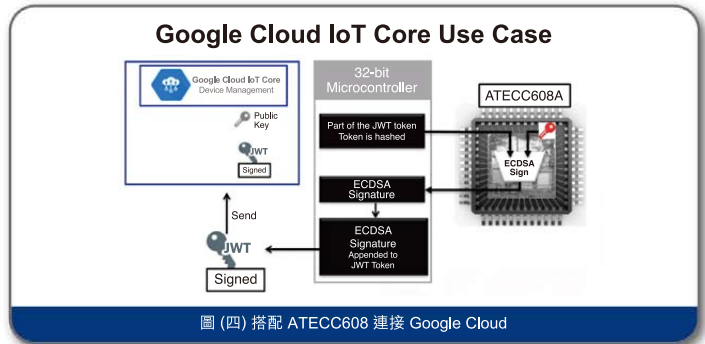 Google Cloud IoT Core Use Case
Google Cloud IoT Core
Device Management
Public
Key
JWT
Signed
Send
JWT
Signed
32-bit
Microcontroller
Part of the JWT token
Token is hashed
ECDSA
Signature
ECDSA
Signature
Appended to
JWT Token
ATECC608A
ECDSA
Sign
圖 (四) 搭配 ATECC608 連接 Google Cloud